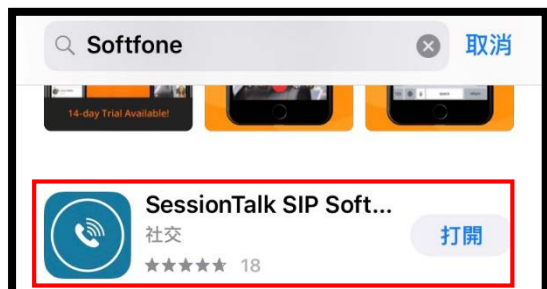 Softfone 取消
14-day Trial Available!
SessionTalk SIP Soft...
社交
打開
18